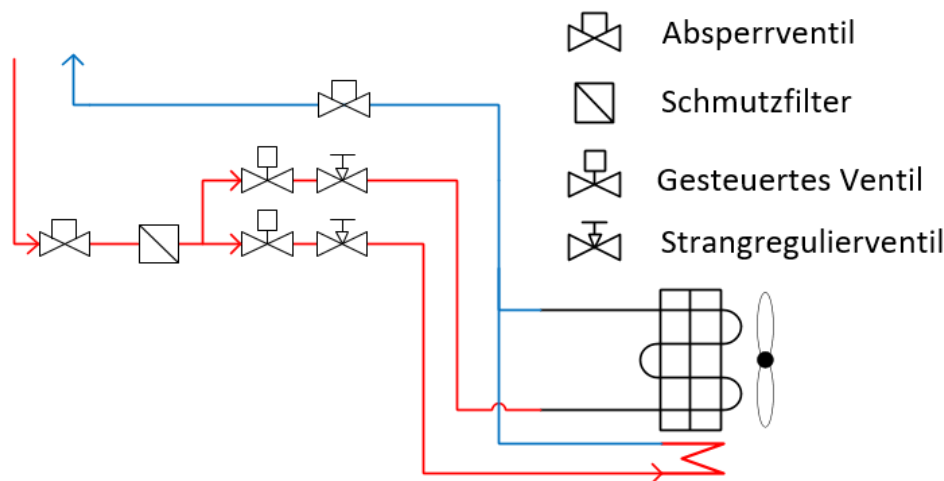 Absperrventil
Schmutzfilter
Gesteuertes Ventil
Strangregulierventil